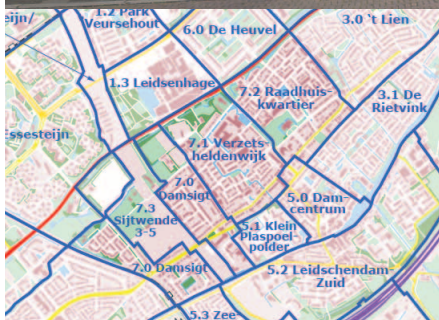 1.2 Park
Veursehout
eijn/
6.0 De Heuvel
3.0 't Lien
1.3 Leidsenhage
7.2 Raadhuis-
kwartier
3.1 De
Rietvink
Essesteijn
7.1 Verzets-
heldenwijk
7.0
Damsigt
7.3
Sijtwende
3-5
5.0 Dam-
centrum
5.1 Klein
Plaspoel-
polder
7.0 Damsigt
5.2 Leidschendam-
Zuid
5.3 Zee-